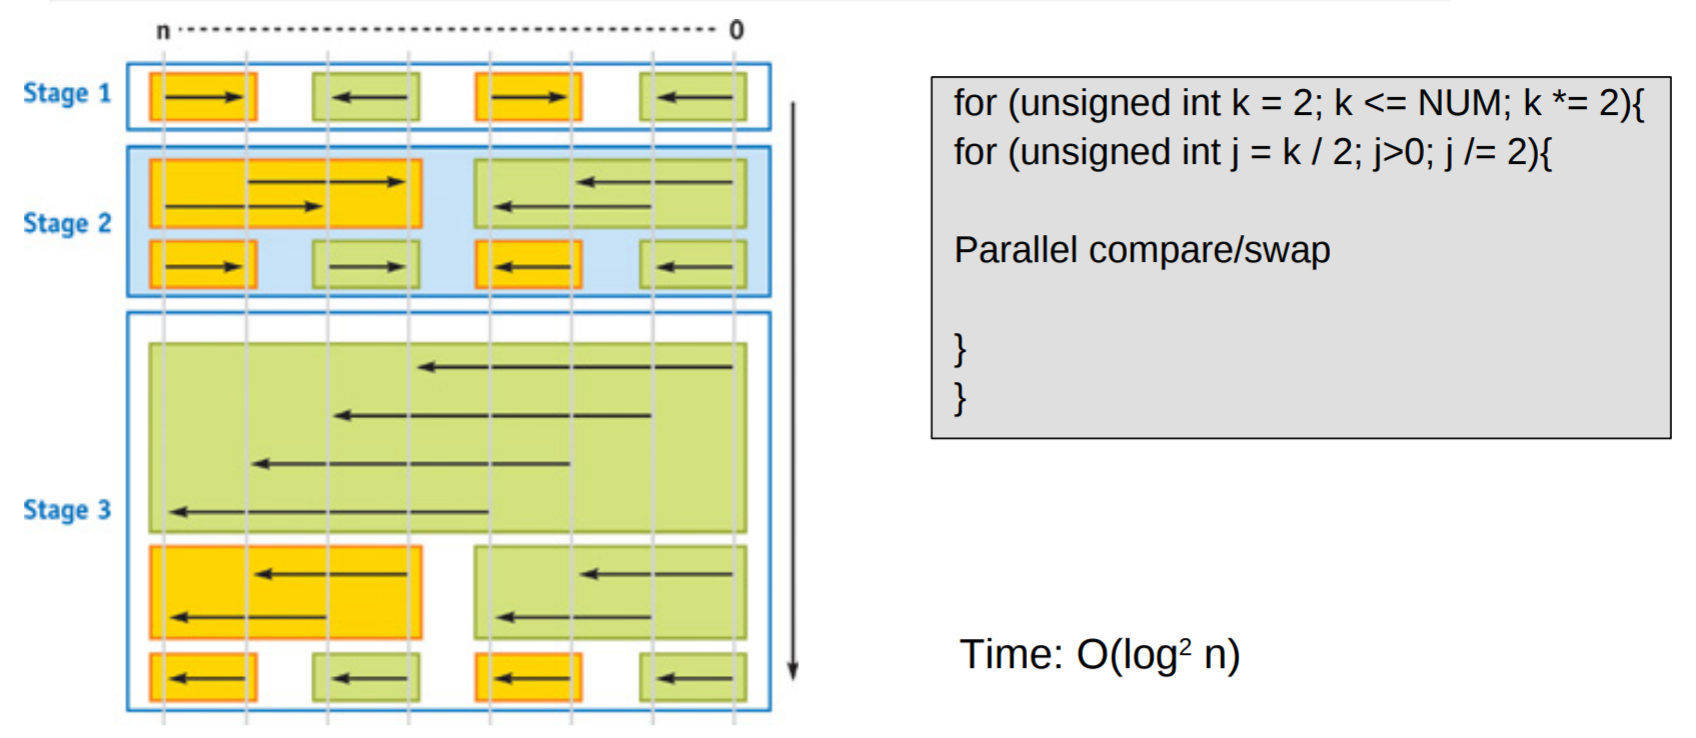 n 0
Stage 1
Stage 2
Stage 3
for (unsigned int k = 2; k <= NUM; k *= 2){
for (unsigned int j = k / 2; j>0; j /= 2){
Parallel compare/swap
}
}
Time: O(log² n)